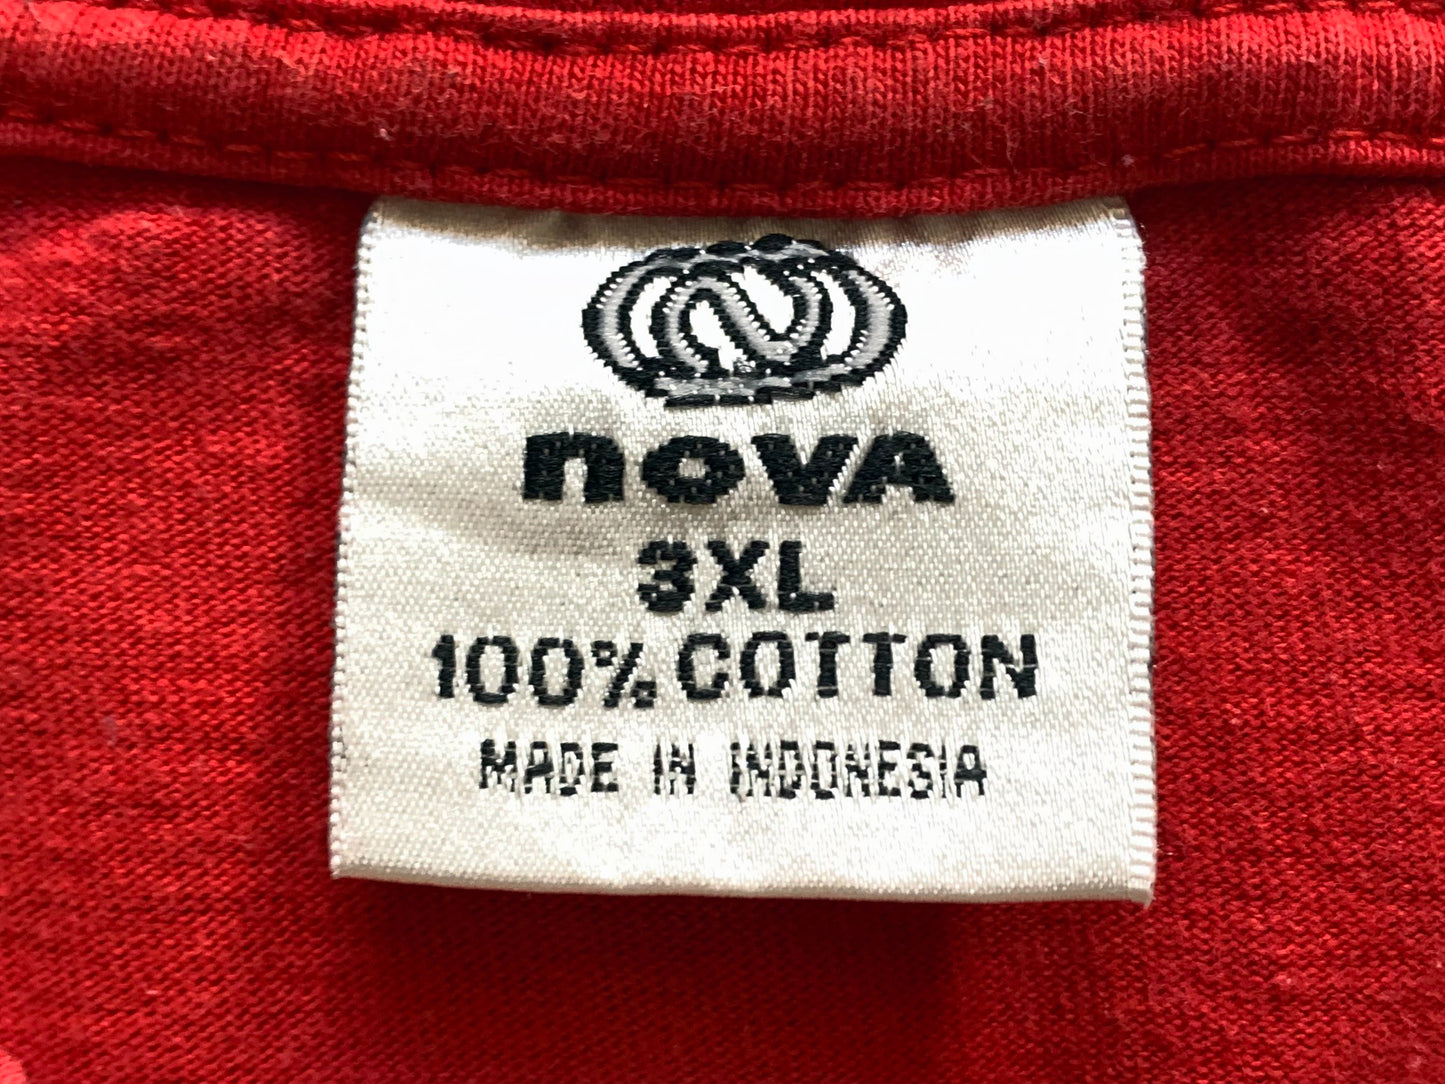 noVA
3XL
100% COTTON
MADE IN INDONESIA